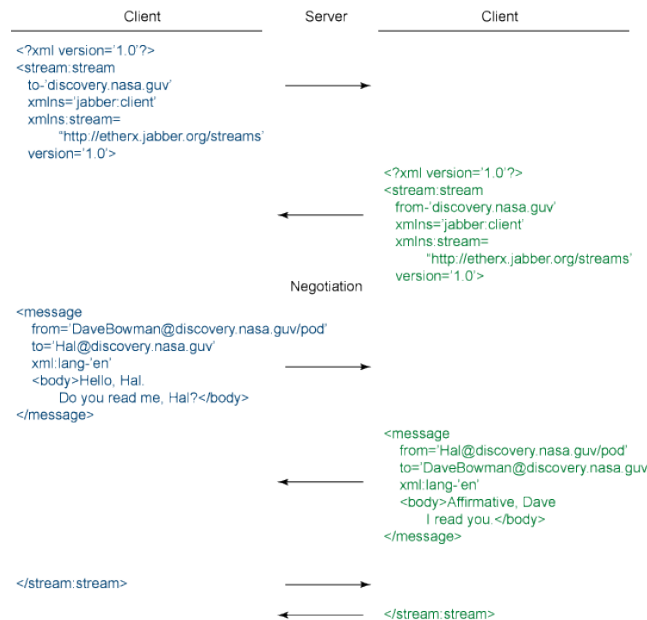 Client Server Client
<?xml version='1.0'?>
<stream:stream
to-'discovery.nasa.guv'
xmlns='jabber:client'
xmlns:stream=
"http://etherx.jabber.org/streams'
version='1.0'>
<?xml version='1.0'?>
<stream:stream
from-'discovery.nasa.guv'
xmlns='jabber:client'
xmlns:stream=
"http://etherx.jabber.org/streams'
version='1.0'>
Negotiation
<message
from='DaveBowman@discovery.nasa.guv/pod'
to='Hal@discovery.nasa.guv'
xml:lang-'en'
<body>Hello, Hal.
Do you read me, Hal?</body>
</message>
<message
from='Hal@discovery.nasa.guv/pod'
to='DaveBowman@discovery.nasa.guv
xml:lang-'en'
<body>Affirmative, Dave
I read you.</body>
</message>
</stream:stream>
</stream:stream>